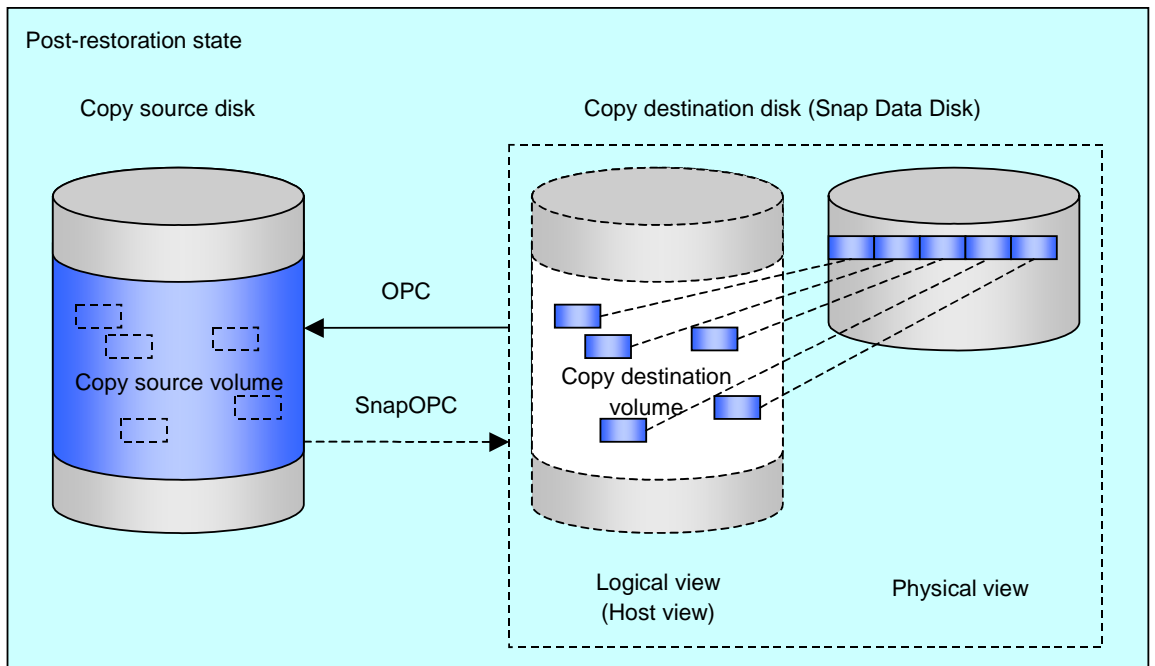 Post-restoration state
Copy source disk
Copy destination disk (Snap Data Disk)
OPC
Copy source volume
SnapOPC
Copy destination
volume
Logical view
(Host view)
Physical view